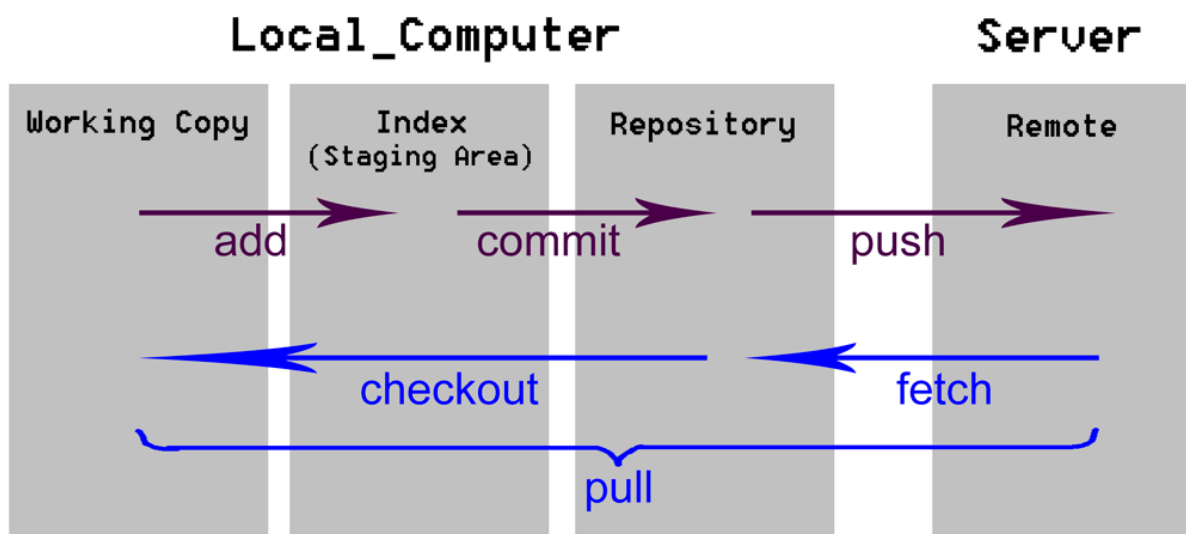 Local_Computer
Server
Working Copy
Index
(Staging Area)
Repository
Remote
add
commit
push
checkout
fetch
pull